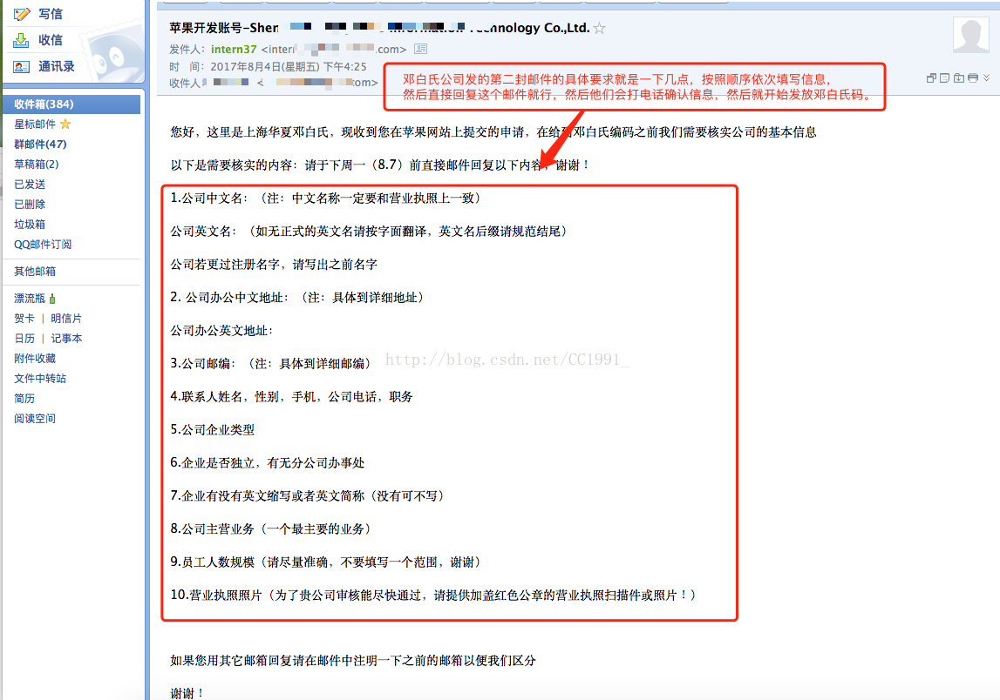 写信
收信
通讯录
收件箱(384)
星标邮件
群邮件(47)
草稿箱(2)
已发送
已删除
垃圾箱
QQ邮件订阅
其他邮箱
漂流瓶
贺卡 | 明信片
日历 | 记事本
附件收藏
文件中转站
简历
阅读空间
苹果开发账号-Shen Technology Co.,Ltd.
发件人：intern37 <inter .com>
时 间：2017年8月4日(星期五) 下午4:25
收件人 < com>
邓白氏公司发的第二封邮件的具体要求就是一下几点，按照顺序依次填写信息，
然后直接回复这个邮件就行，然后他们会打电话确认信息，然后就开始发放邓白氏码。
您好，这里是上海华夏邓白氏，现收到您在苹果网站上提交的申请，在给到邓白氏编码之前我们需要核实公司的基本信息
以下是需要核实的内容：请于下周一（8.7）前直接邮件回复以下内容，谢谢！
1.公司中文名：（注：中文名称一定要和营业执照上一致）
公司英文名：（如无正式的英文名请按字面翻译，英文名后缀请规范结尾）
公司若更过注册名字，请写出之前名字
2. 公司办公中文地址：（注：具体到详细地址）
公司办公英文地址：
3.公司邮编：（注：具体到详细邮编）
http://blog.csdn.net/CC1991_
4.联系人姓名，性别，手机，公司电话，职务
5.公司企业类型
6.企业是否独立，有无分公司办事处
7.企业有没有英文缩写或者英文简称（没有可不写）
8.公司主营业务（一个最主要的业务）
9.员工人数规模（请尽量准确，不要填写一个范围，谢谢）
10.营业执照照片（为了贵公司审核能尽快通过，请提供加盖红色公章的营业执照扫描件或照片！）
如果您用其它邮箱回复请在邮件中注明一下之前的邮箱以便我们区分
谢谢！